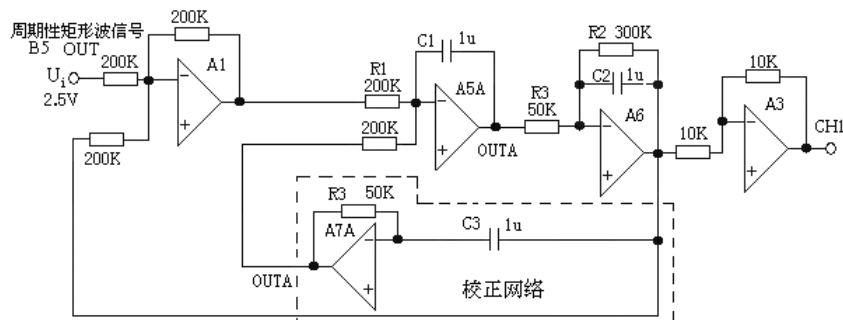 周期性矩形波信号
B5 OUT
Ui
2.5V
200K
200K
200K
A1
R1
200K
200K
C1
1u
A5A
OUTA
R3
50K
R2 300K
C2
1u
A6
10K
10K
A3
CH1
R3 50K
A7A
OUTA
C3
1u
校正网络
-
+
-
+
-
+
-
+
-
+